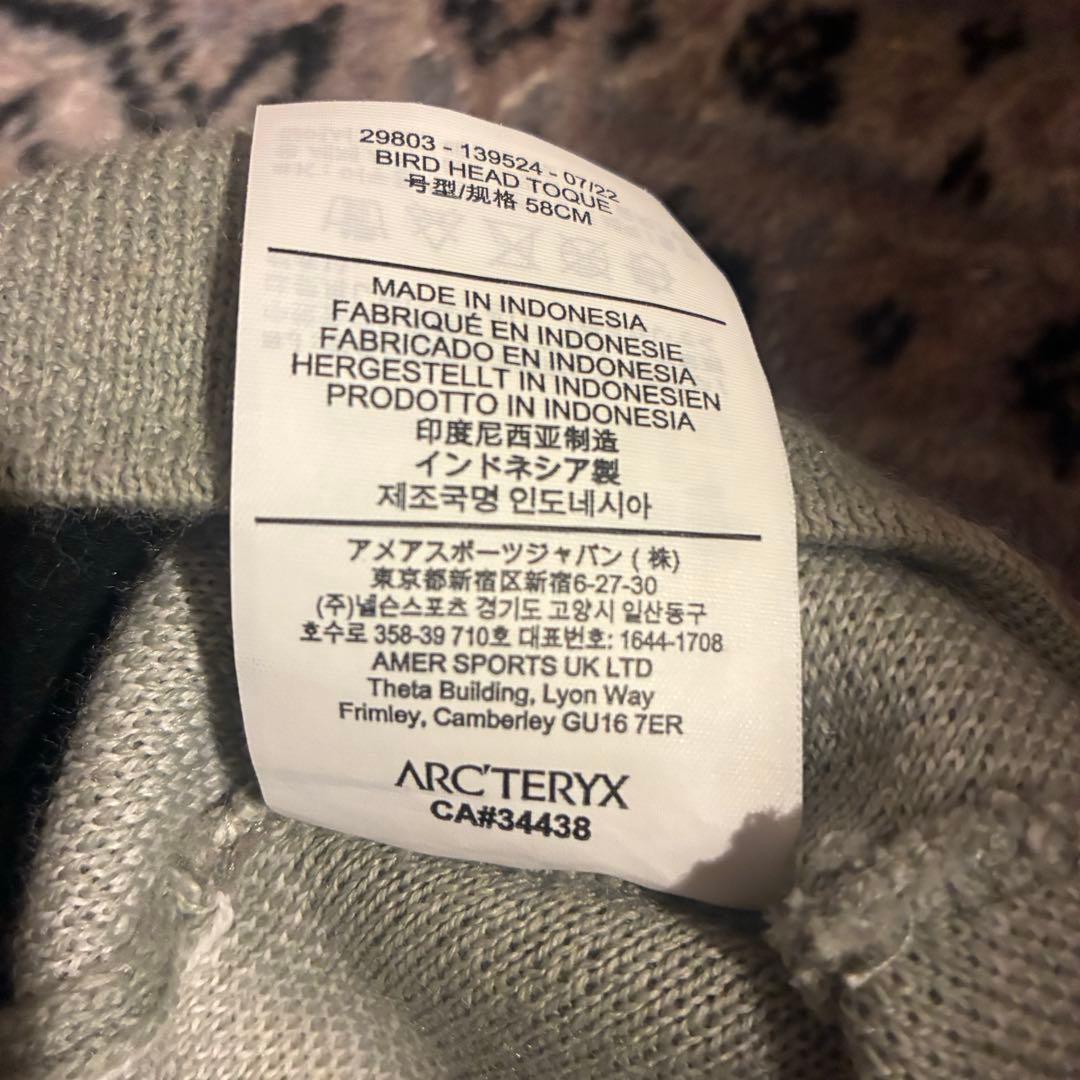 29803 - 139524 - 07/22
BIRD HEAD TOQUE
号型/规格 58CM
MADE IN INDONESIA
FABRIQUÉ EN INDONESIE
FABRICADO EN INDONESIA
HERGESTELLT IN INDONESIEN
PRODOTTO IN INDONESIA
印度尼西亚制造
インドネシア製
제조국명 인도네시아
アメアスポーツジャパン (株)
東京都新宿区新宿6-27-30
(주)넬슨스포츠 경기도 고양시 일산동구
호수로 358-39 710호 대표번호: 1644-1708
AMER SPORTS UK LTD
Theta Building, Lyon Way
Frimley, Camberley GU16 7ER
ARC'TERYX
CA#34438